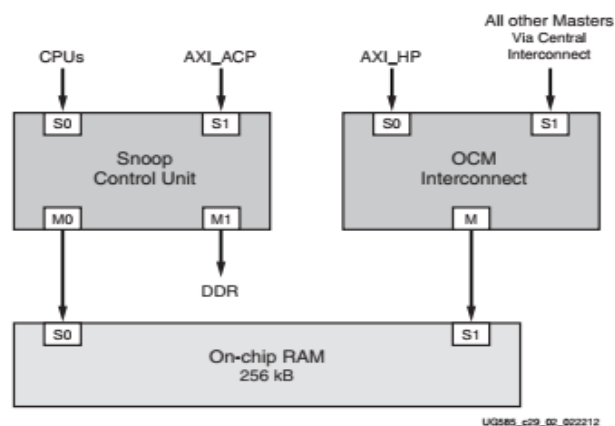 All other Masters
Via Central
Interconnect
CPUs
AXI_ACP
AXI_HP
S0
S1
S0
S1
Snoop
Control Unit
OCM
Interconnect
M0
M1
M
DDR
S0
S1
On-chip RAM
256 kB
UG585_c29_02_022212